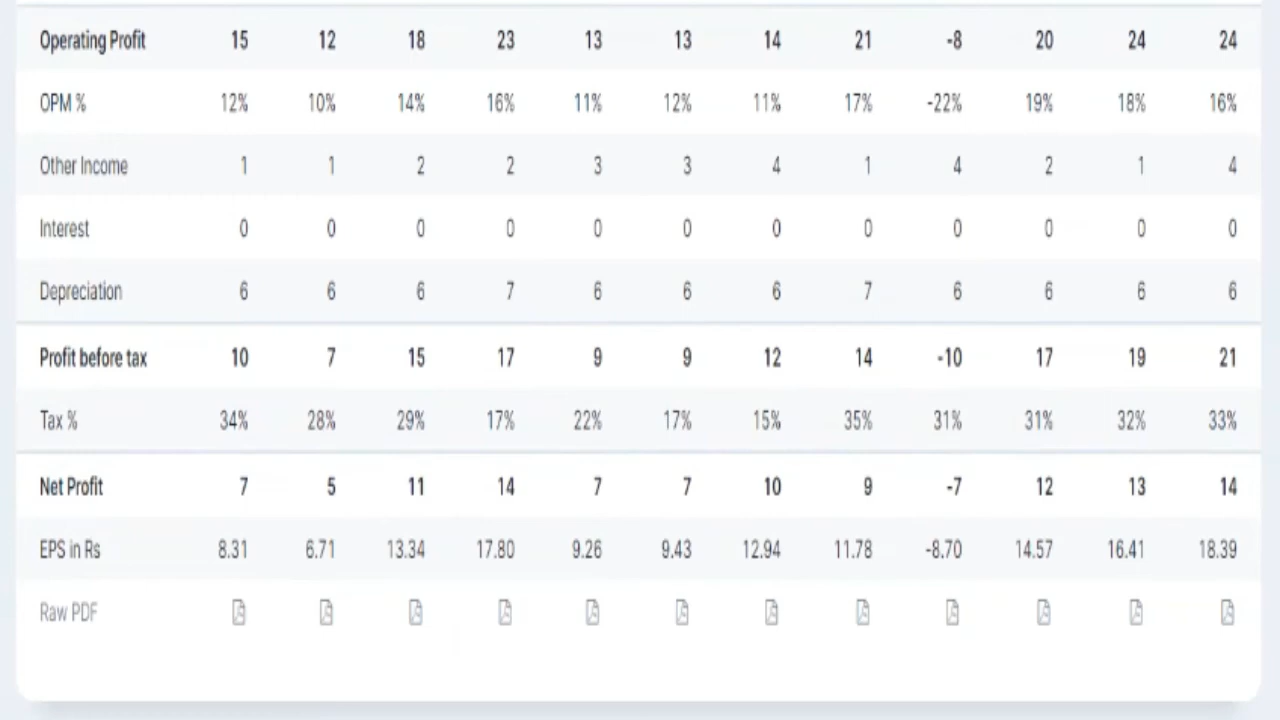 Operating Profit 15 12 18 23 13 13 14 21 -8 20 24 24
OPM % 12% 10% 14% 16% 11% 12% 11% 17% -22% 19% 18% 16%
Other Income 1 1 2 2 3 3 4 1 4 2 1 4
Interest 0 0 0 0 0 0 0 0 0 0 0 0
Depreciation 6 6 6 7 6 6 6 7 6 6 6 6
Profit before tax 10 7 15 17 9 9 12 14 -10 17 19 21
Tax % 34% 28% 29% 17% 22% 17% 15% 35% 31% 31% 32% 33%
Net Profit 7 5 11 14 7 7 10 9 -7 12 13 14
EPS in Rs 8.31 6.71 13.34 17.80 9.26 9.43 12.94 11.78 -8.70 14.57 16.41 18.39
Raw PDF